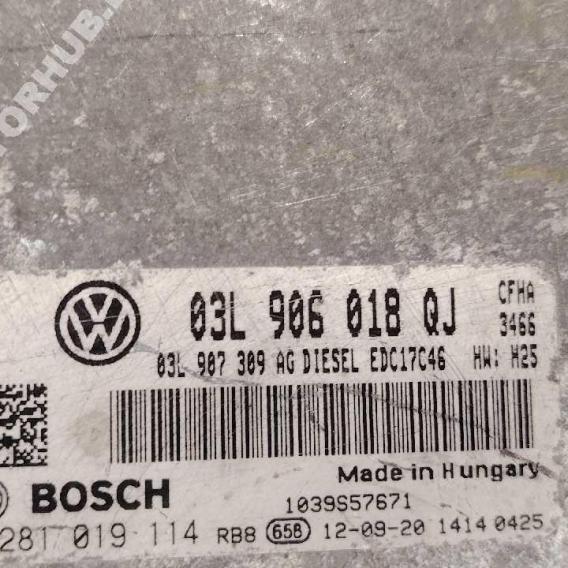 TORHUB.
03L 906 018 QJ CFHA
3466
03L 907 309 AG DIESEL EDC17C46 HW: H25
Made in Hungary
BOSCH
1039S57671
281 019 114 RB8 658 12-09-20 1414 0425